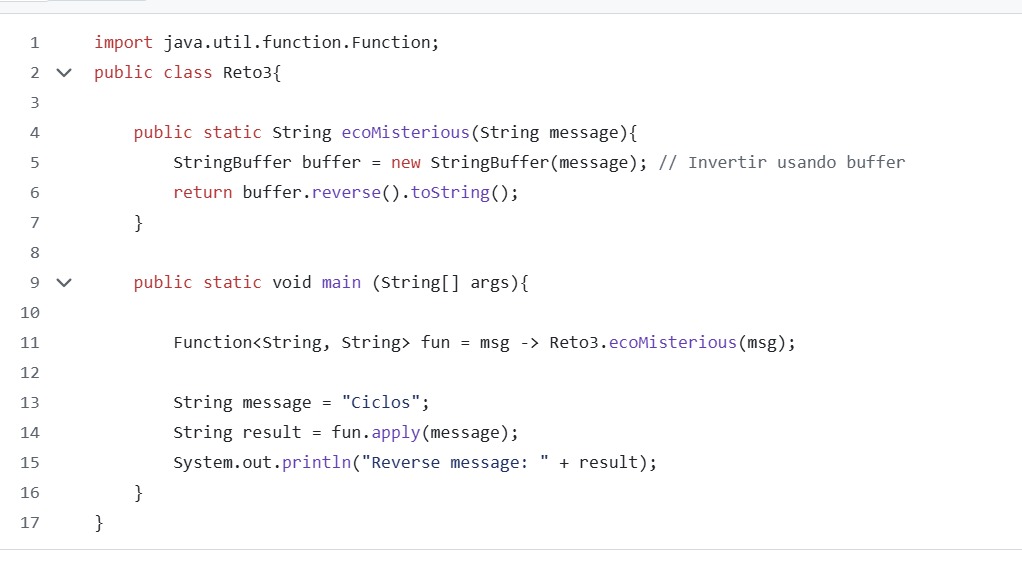 1 import java.util.function.Function;
2 public class Reto3{
3
4     public static String ecoMisterious(String message){
5         StringBuffer buffer = new StringBuffer(message); // Invertir usando buffer
6         return buffer.reverse().toString();
7     }
8
9     public static void main (String[] args){
10
11         Function<String, String> fun = msg -> Reto3.ecoMisterious(msg);
12
13         String message = "Ciclos";
14         String result = fun.apply(message);
15         System.out.println("Reverse message: " + result);
16     }
17 }